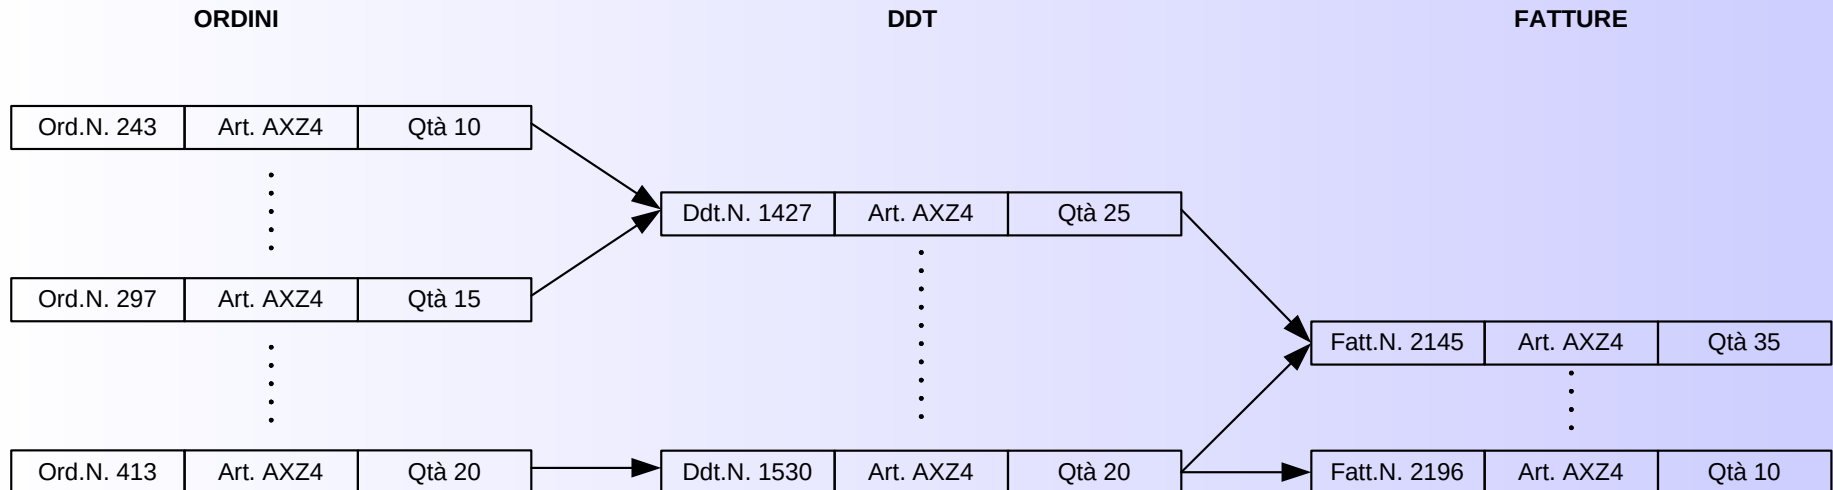 ORDINI DDT FATTURE
Ord.N. 243 Art. AXZ4 Qtà 10
Ddt.N. 1427 Art. AXZ4 Qtà 25
Ord.N. 297 Art. AXZ4 Qtà 15
Fatt.N. 2145 Art. AXZ4 Qtà 35
Ord.N. 413 Art. AXZ4 Qtà 20 Ddt.N. 1530 Art. AXZ4 Qtà 20 Fatt.N. 2196 Art. AXZ4 Qtà 10